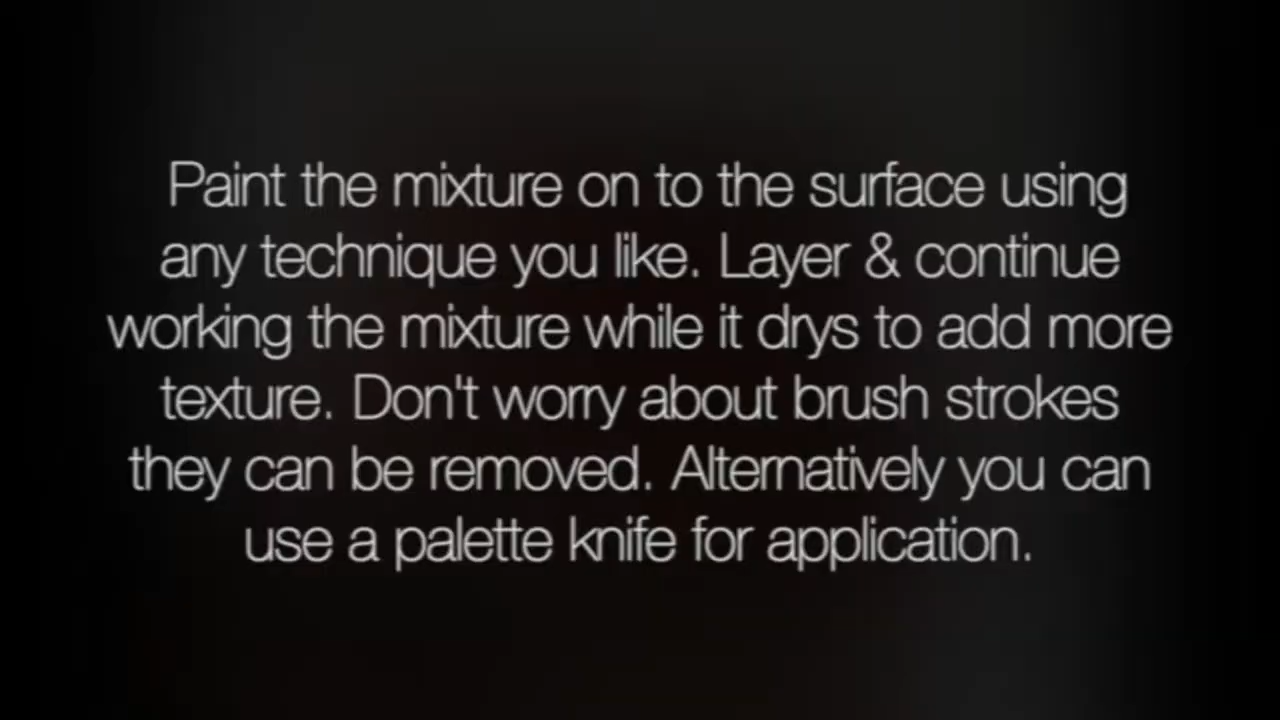 Paint the mixture on to the surface using
any technique you like. Layer & continue
working the mixture while it drys to add more
texture. Don't worry about brush strokes
they can be removed. Alternatively you can
use a palette knife for application.